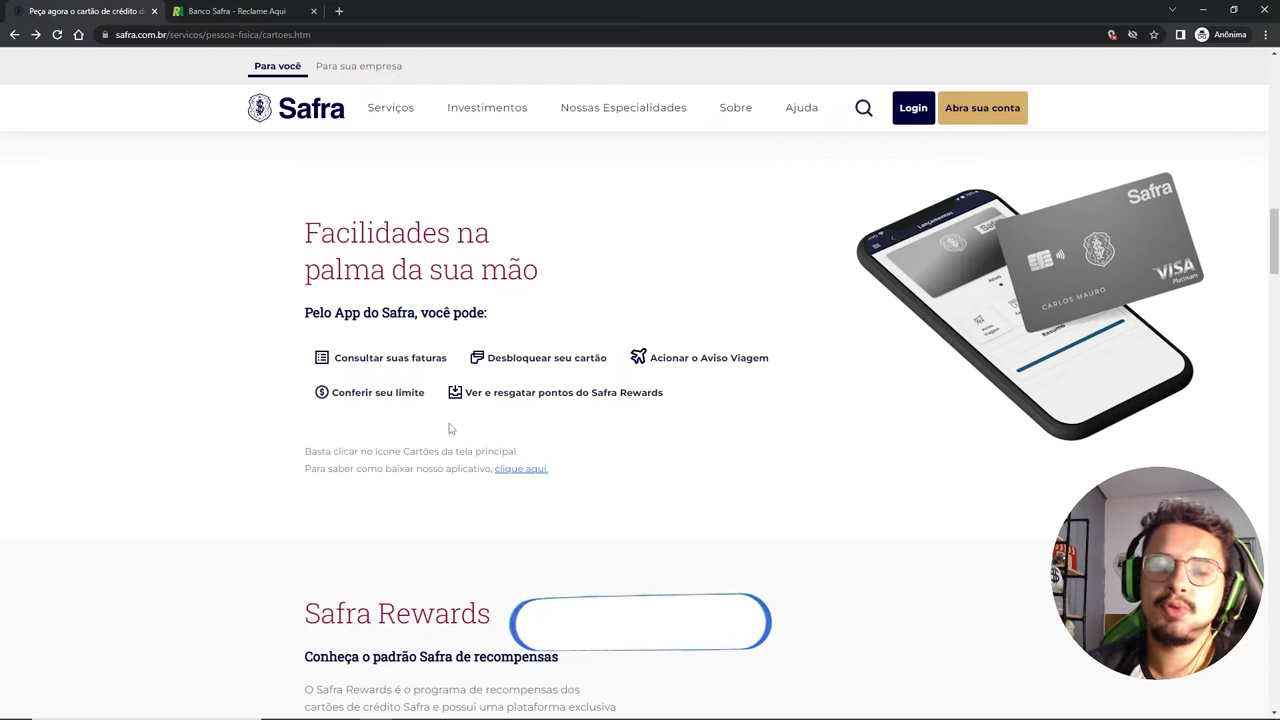 Peça agora o cartão de crédito d
Banco Safra - Reclame Aqui
safra.com.br/servicos/pessoa-fisica/cartoes.htm
Anônima
Para você
Para sua empresa
Safra
Serviços
Investimentos
Nossas Especialidades
Sobre
Ajuda
Login
Abra sua conta
Facilidades na
palma da sua mão
Pelo App do Safra, você pode:
Consultar suas faturas
Desbloquear seu cartão
Acionar o Aviso Viagem
Conferir seu limite
Ver e resgatar pontos do Safra Rewards
Basta clicar no ícone Cartões da tela principal.
Para saber como baixar nosso aplicativo, clique aqui.
Lançamentos
Safra
VISA
Platinum
CARLOS MAURO
Resumo
Safra Rewards
Conheça o padrão Safra de recompensas
O Safra Rewards é o programa de recompensas dos
cartões de crédito Safra e possui uma plataforma exclusiva